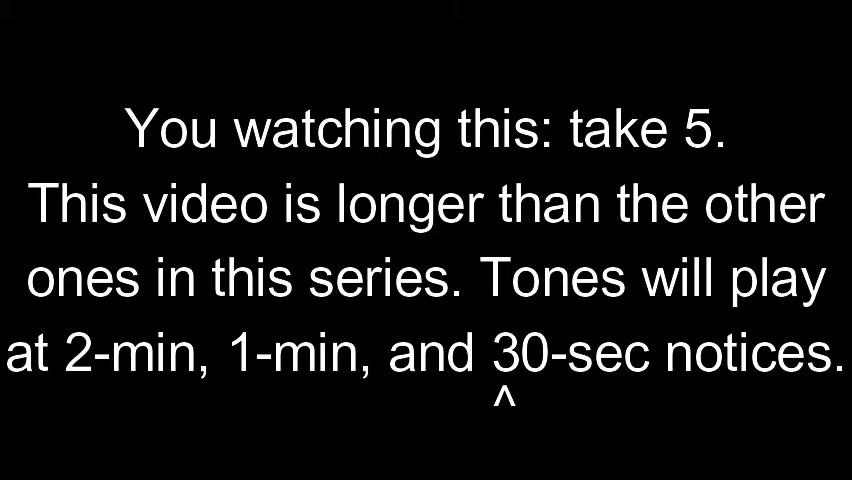 You watching this: take 5.
This video is longer than the other
ones in this series. Tones will play
at 2-min, 1-min, and 30-sec notices.
^